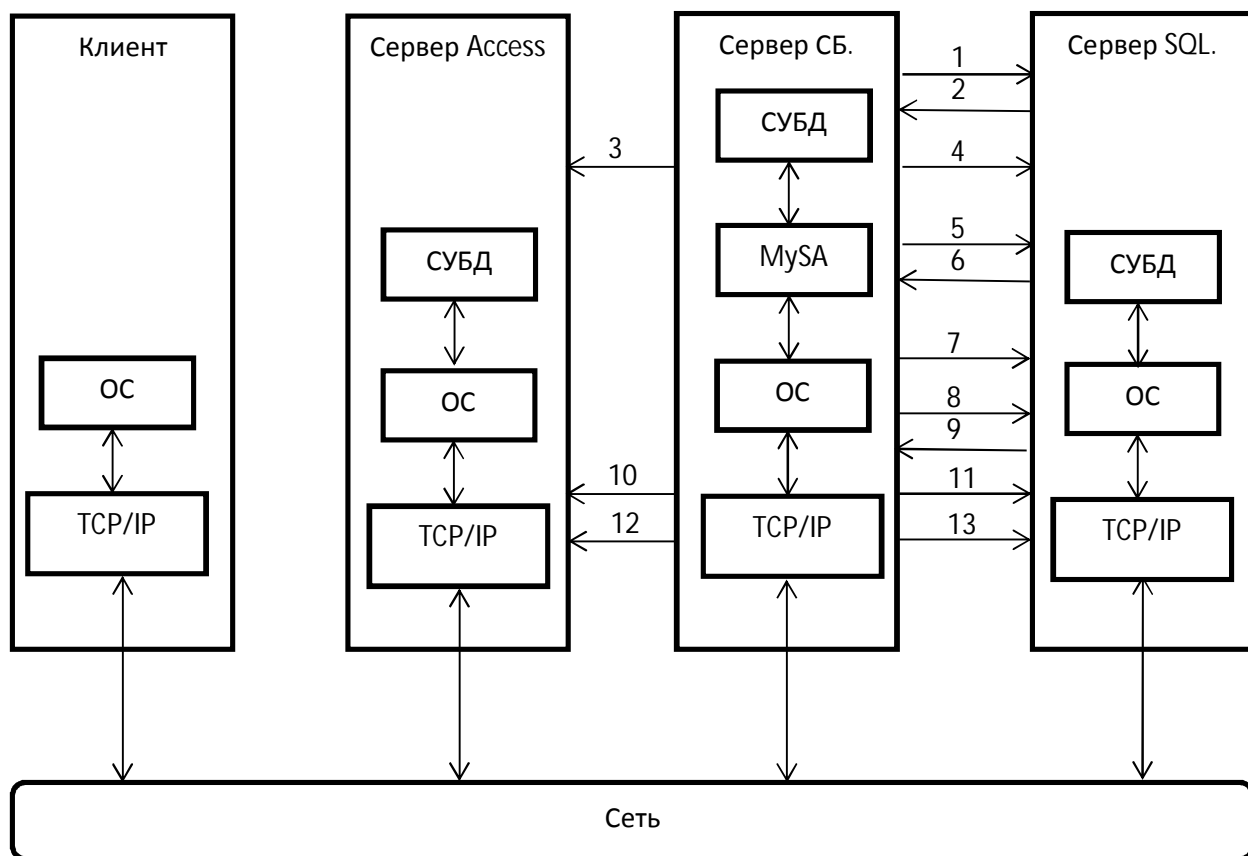 Клиент
Сервер Access
Сервер СБ.
Сервер SQL.
1
2
3
4
5
6
7
8
9
10
11
12
13
СУБД
MySA
ОС
TCP/IP
СУБД
ОС
TCP/IP
СУБД
ОС
TCP/IP
ОС
TCP/IP
Сеть